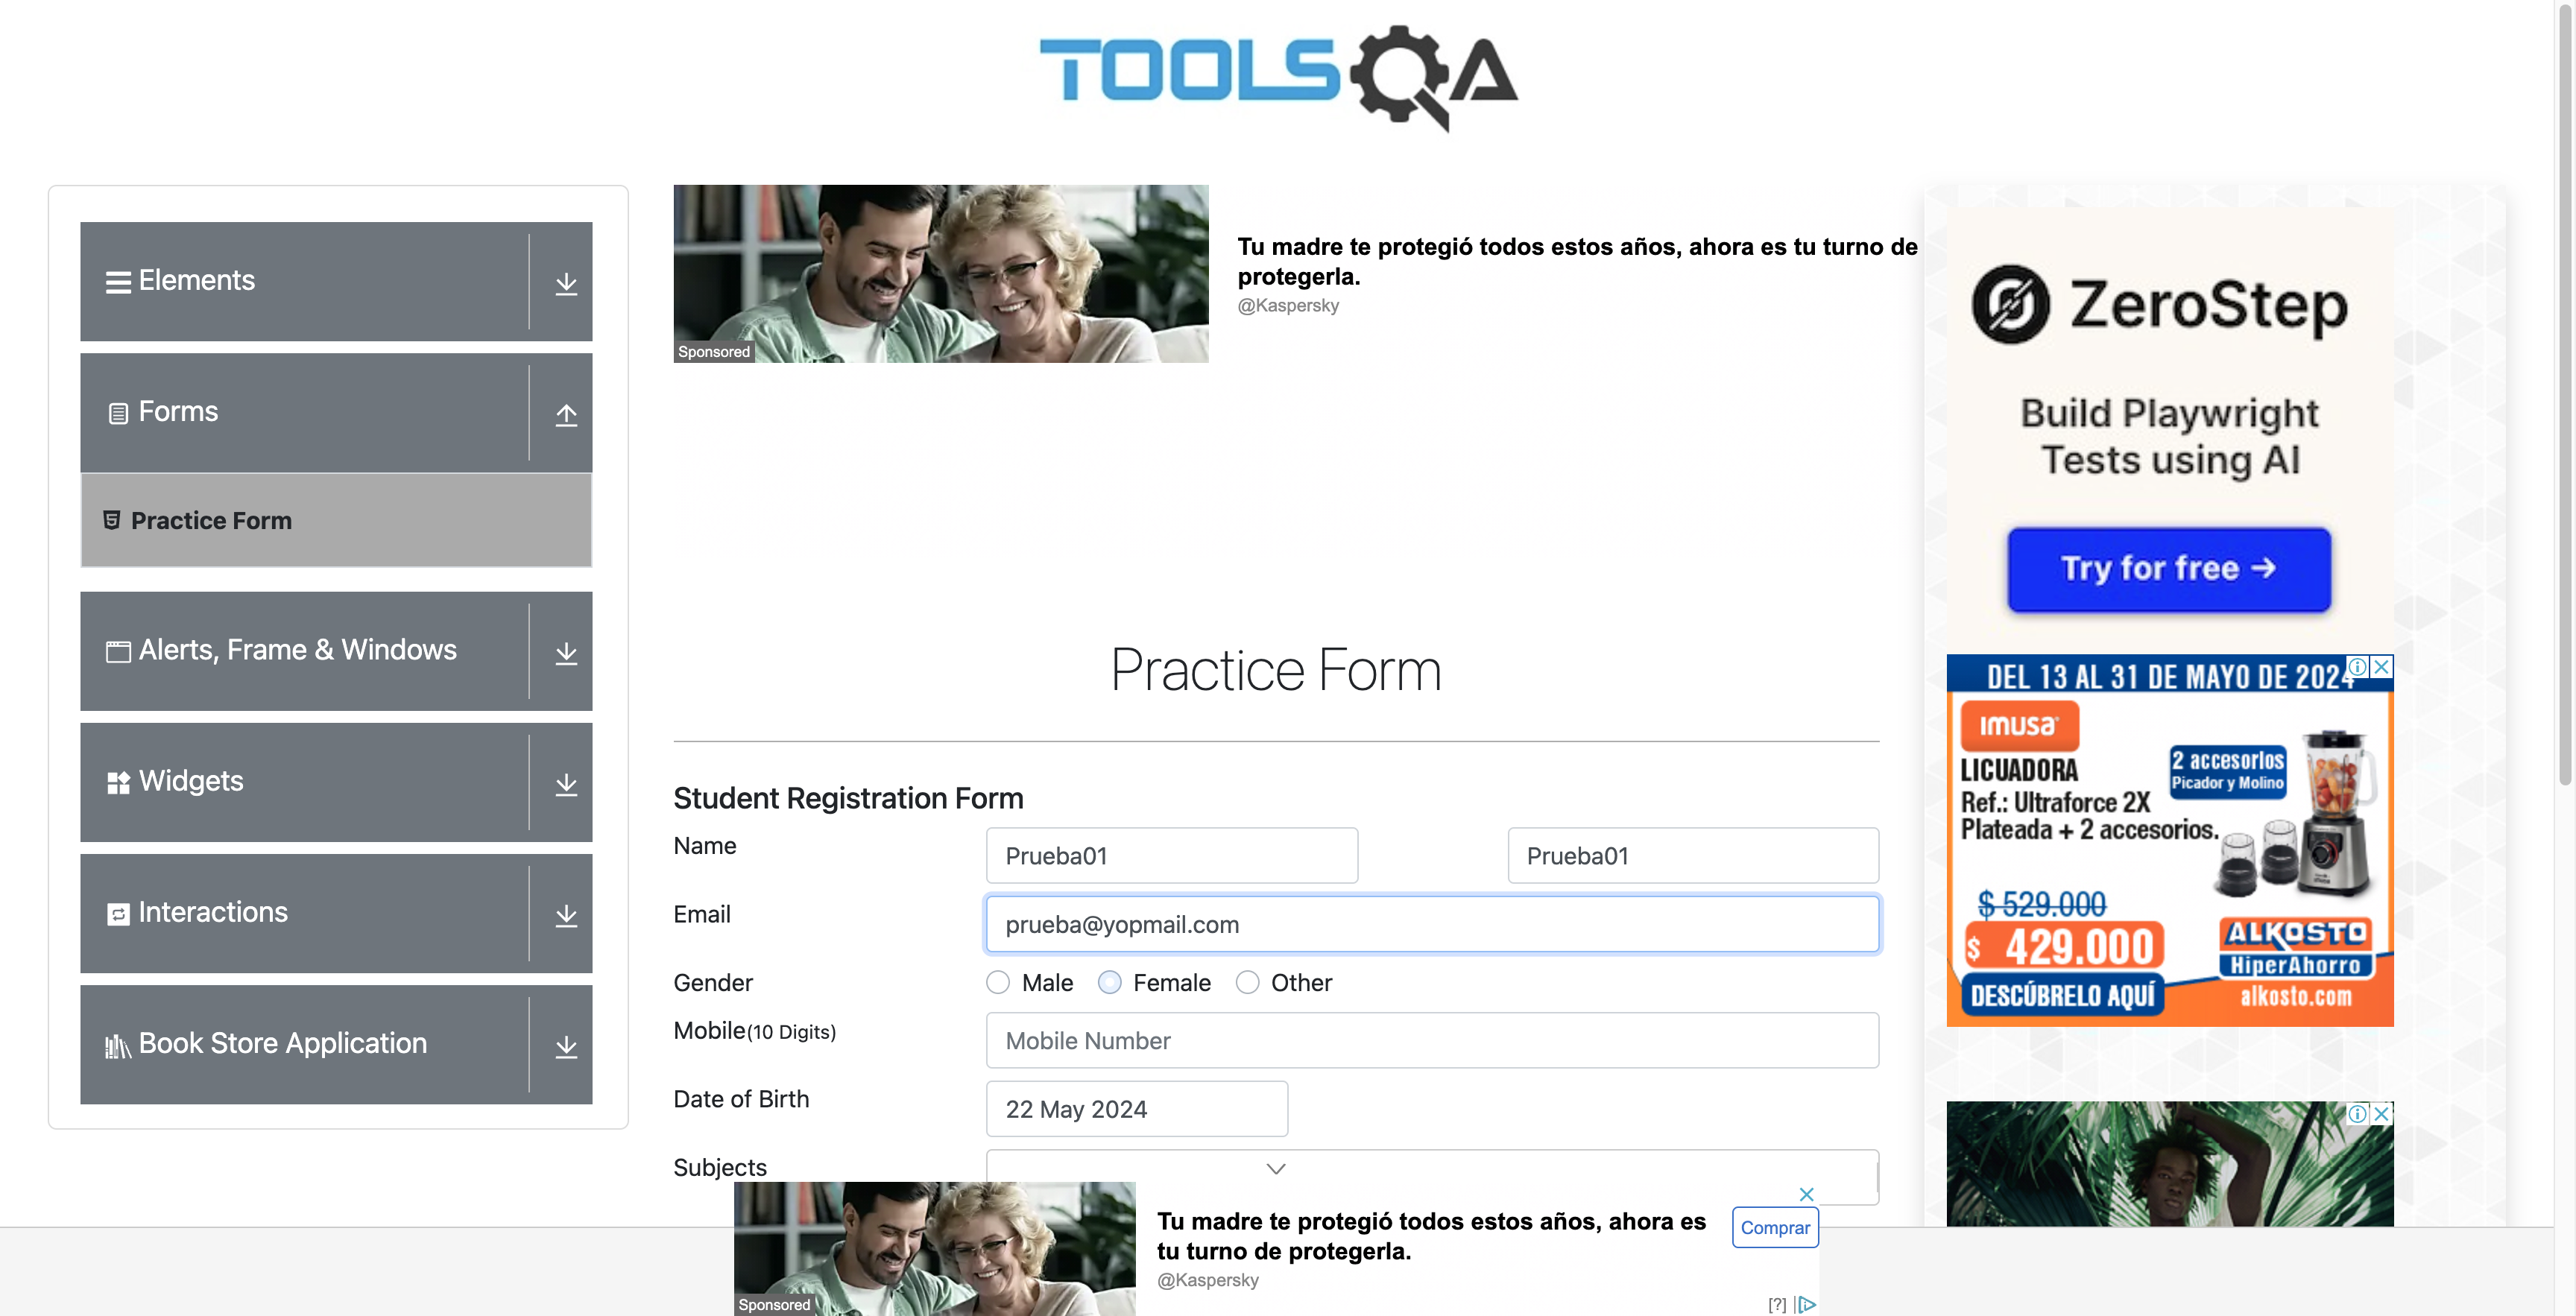 TOOLSQA
Elements
Forms
Practice Form
Alerts, Frame & Windows
Widgets
Interactions
Book Store Application
Sponsored
Tu madre te protegió todos estos años, ahora es tu turno de
protegerla.
@Kaspersky
Practice Form
Student Registration Form
Name
Prueba01
Prueba01
Email
prueba@yopmail.com
Gender
Male
Female
Other
Mobile(10 Digits)
Mobile Number
Date of Birth
22 May 2024
Subjects
Sponsored
Tu madre te protegió todos estos años, ahora es
tu turno de protegerla.
@Kaspersky
Comprar
[?]
ZeroStep
Build Playwright
Tests using AI
Try for free →
DEL 13 AL 31 DE MAYO DE 2024
IMUSA
LICUADORA
Ref.: Ultraforce 2X
Plateada + 2 accesorios.
2 accesorios
Picador y Molino
$ 529.000
$ 429.000
DESCÚBRELO AQUÍ
ALKOSTO
HiperAhorro
alkosto.com